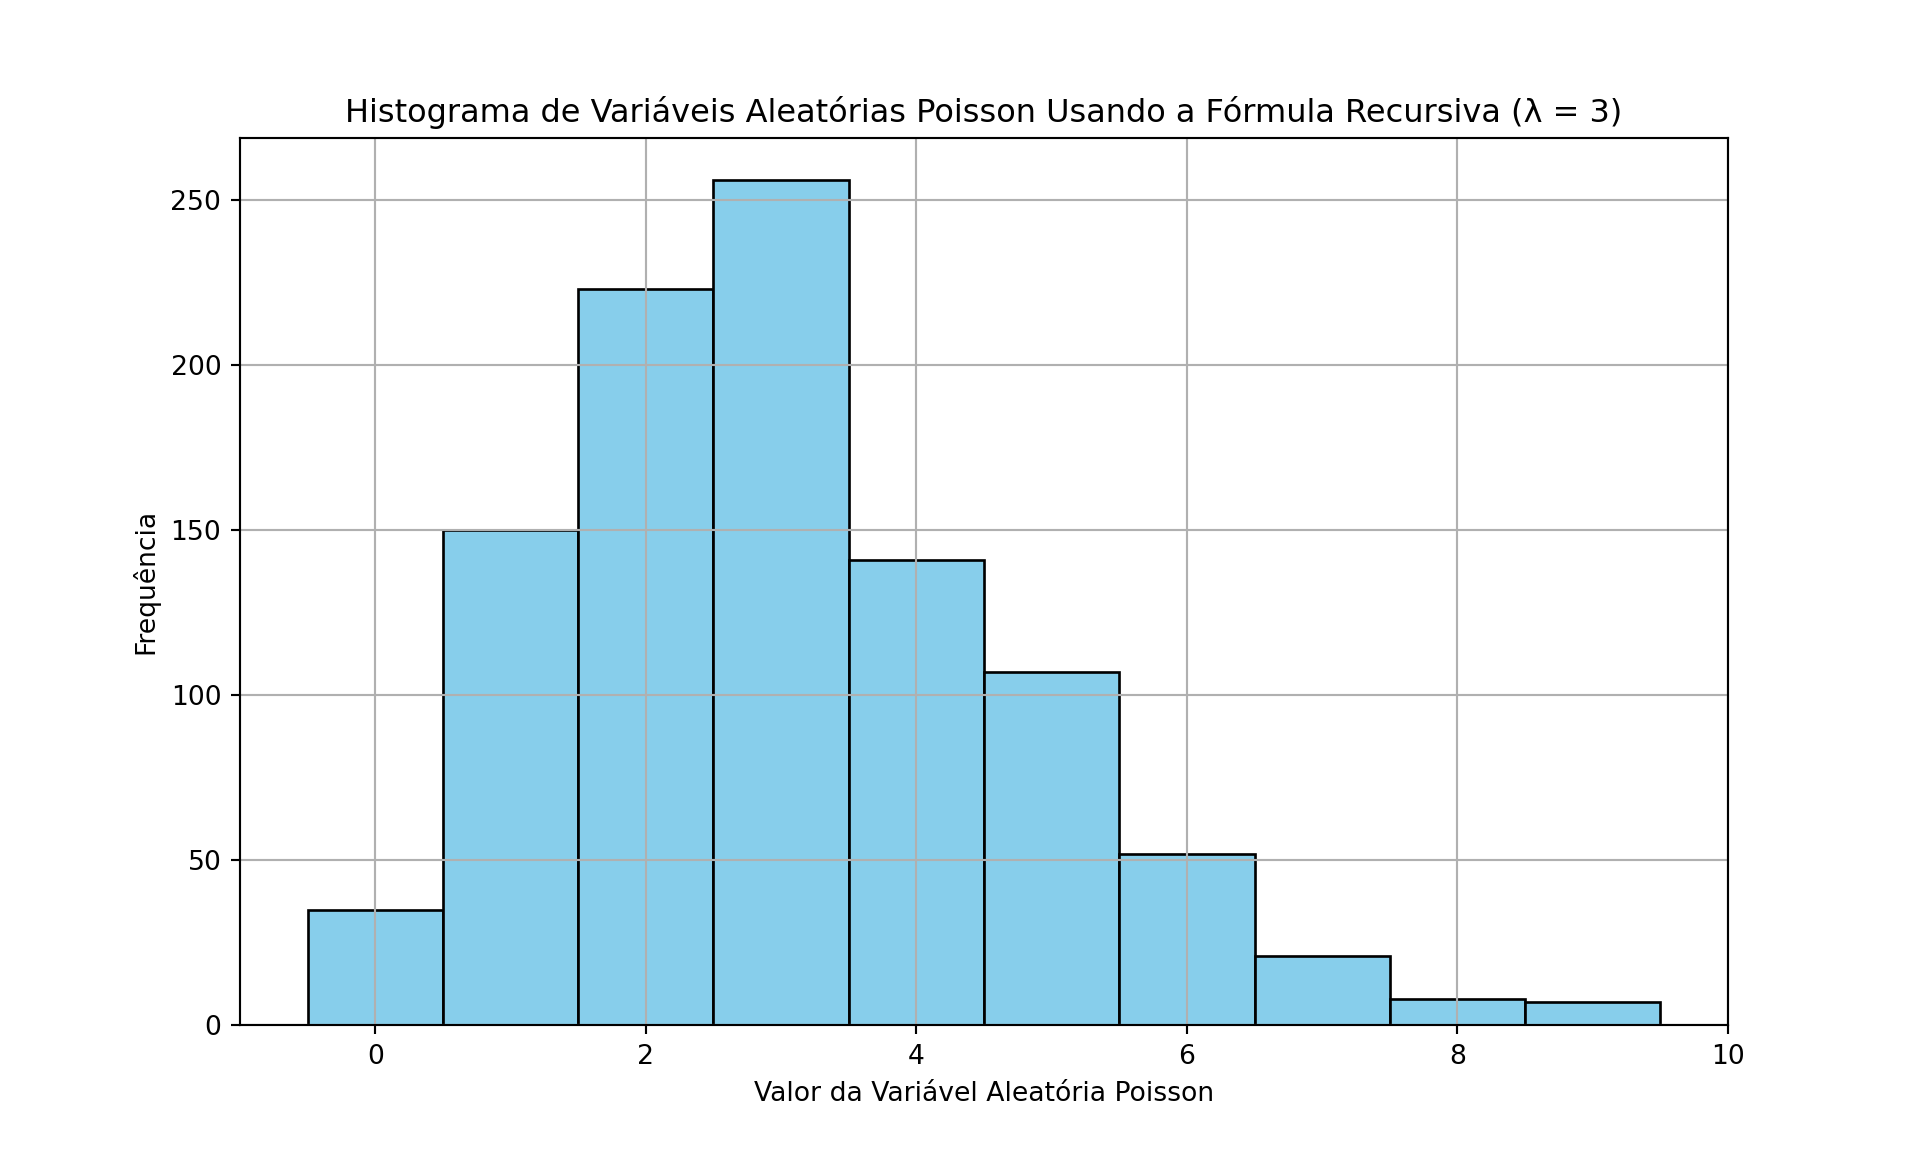 Histograma de Variáveis Aleatórias Poisson Usando a Fórmula Recursiva (λ = 3)
250
200
150
100
50
0
Frequência
0 2 4 6 8 10
Valor da Variável Aleatória Poisson